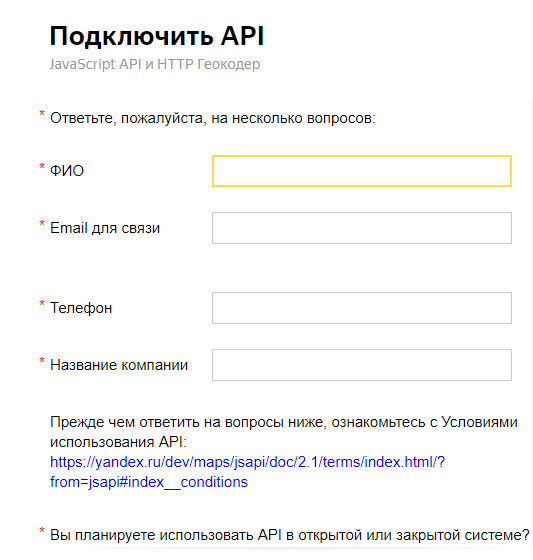 Подключить API
JavaScript API и HTTP Геокодер
* Ответьте, пожалуйста, на несколько вопросов:
* ФИО
* Email для связи
* Телефон
* Название компании
Прежде чем ответить на вопросы ниже, ознакомьтесь с Условиями
использования API:
https://yandex.ru/dev/maps/jsapi/doc/2.1/terms/index.html/?
from=jsapi#index__conditions
* Вы планируете использовать API в открытой или закрытой системе?